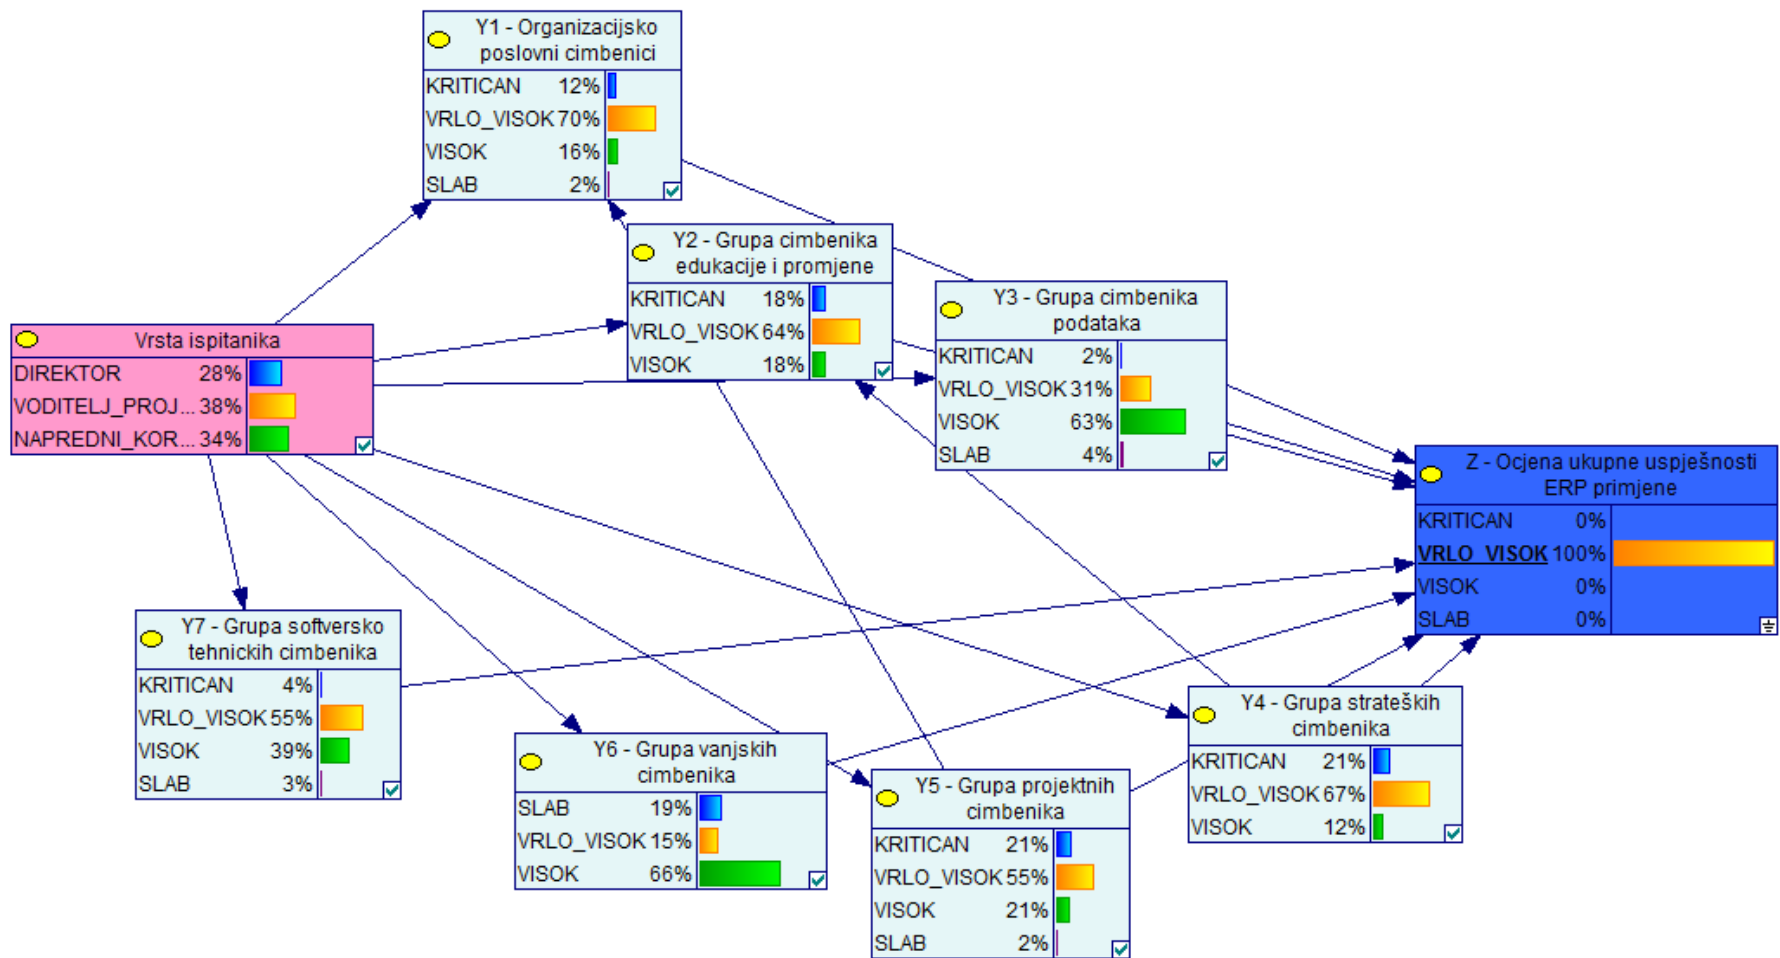 Y1 - Organizacijsko
poslovni cimbenici
KRITICAN 12%
VRLO_VISOK 70%
VISOK 16%
SLAB 2%
Y2 - Grupa cimbenika
edukacije i promjene
KRITICAN 18%
VRLO_VISOK 64%
VISOK 18%
Y3 - Grupa cimbenika
podataka
KRITICAN 2%
VRLO_VISOK 31%
VISOK 63%
SLAB 4%
Vrsta ispitanika
DIREKTOR 28%
VODITELJ_PROJ... 38%
NAPREDNI_KOR... 34%
Z - Ocjena ukupne uspješnosti
ERP primjene
KRITICAN 0%
VRLO_VISOK 100%
VISOK 0%
SLAB 0%
Y7 - Grupa softversko
tehnickih cimbenika
KRITICAN 4%
VRLO_VISOK 55%
VISOK 39%
SLAB 3%
Y6 - Grupa vanjskih
cimbenika
SLAB 19%
VRLO_VISOK 15%
VISOK 66%
Y5 - Grupa projektnih
cimbenika
KRITICAN 21%
VRLO_VISOK 55%
VISOK 21%
SLAB 2%
Y4 - Grupa strateških
cimbenika
KRITICAN 21%
VRLO_VISOK 67%
VISOK 12%